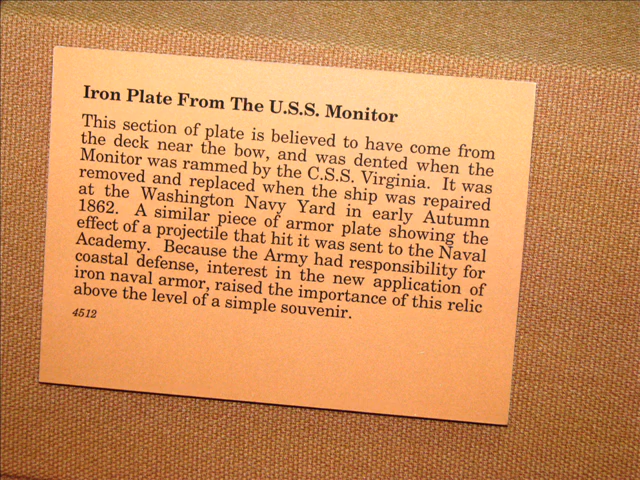 Iron Plate From The U.S.S. Monitor
This section of plate is believed to have come from
the deck near the bow, and was dented when the
Monitor was rammed by the C.S.S. Virginia. It was
removed and replaced when the ship was repaired
at the Washington Navy Yard in early Autumn
1862. A similar piece of armor plate showing the
effect of a projectile that hit it was sent to the Naval
Academy. Because the Army had responsibility for
coastal defense, interest in the new application of
iron naval armor, raised the importance of this relic
above the level of a simple souvenir.
4512